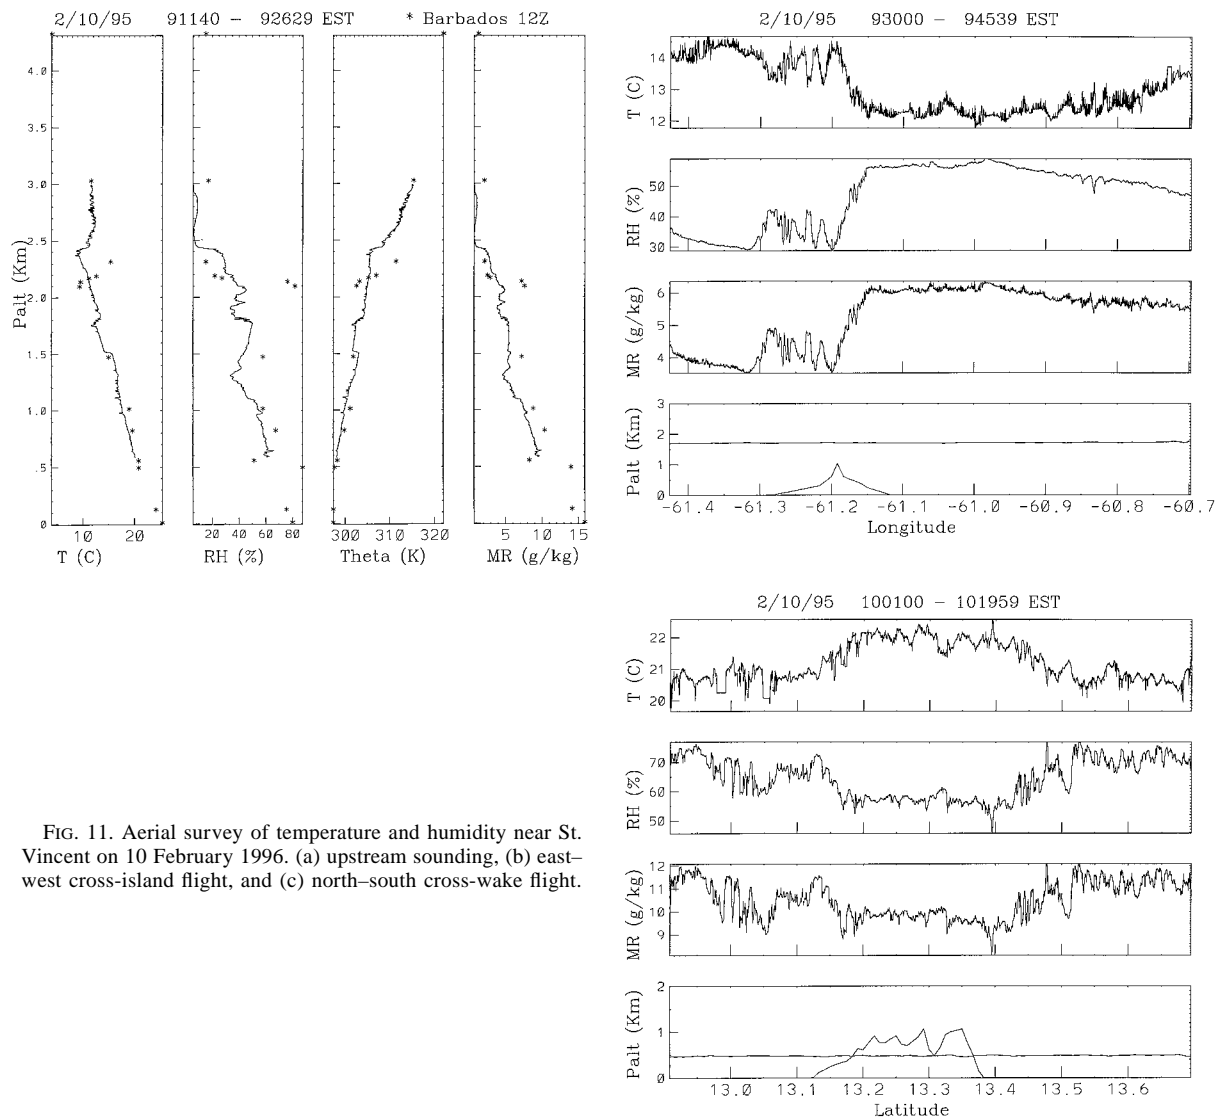 2/10/95 91140 − 92629 EST * Barbados 12Z
4.0
3.5
3.0
2.5
2.0
1.5
1.0
.5
0
Palt (Km)
10 20
T (C)
20 40 60 80
RH (%)
300 310 320
Theta (K)
5 10 15
MR (g/kg)
2/10/95 93000 − 94539 EST
14
13
12
T (C)
50
40
30
RH (%)
6
5
4
MR (g/kg)
3
2
1
0
Palt (Km)
−61.4 −61.3 −61.2 −61.1 −61.0 −60.9 −60.8 −60.7
Longitude
2/10/95 100100 − 101959 EST
22
21
20
T (C)
70
60
50
RH (%)
12
11
10
9
MR (g/kg)
2
1
0
Palt (Km)
13.0 13.1 13.2 13.3 13.4 13.5 13.6
Latitude
FIG. 11. Aerial survey of temperature and humidity near St.
Vincent on 10 February 1996. (a) upstream sounding, (b) east–
west cross-island flight, and (c) north–south cross-wake flight.